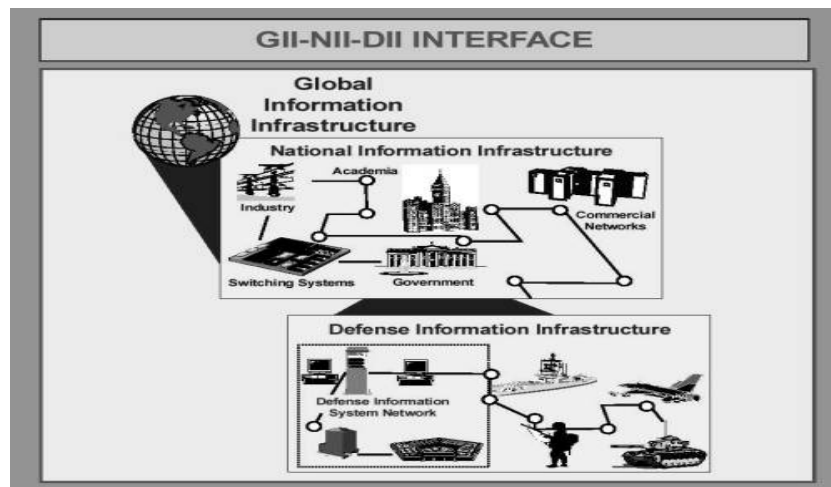 GII-NII-DII INTERFACE
Global
Information
Infrastructure
National Information Infrastructure
Academia
Industry
Commercial
Networks
Switching Systems
Government
Defense Information Infrastructure
Defense Information
System Network